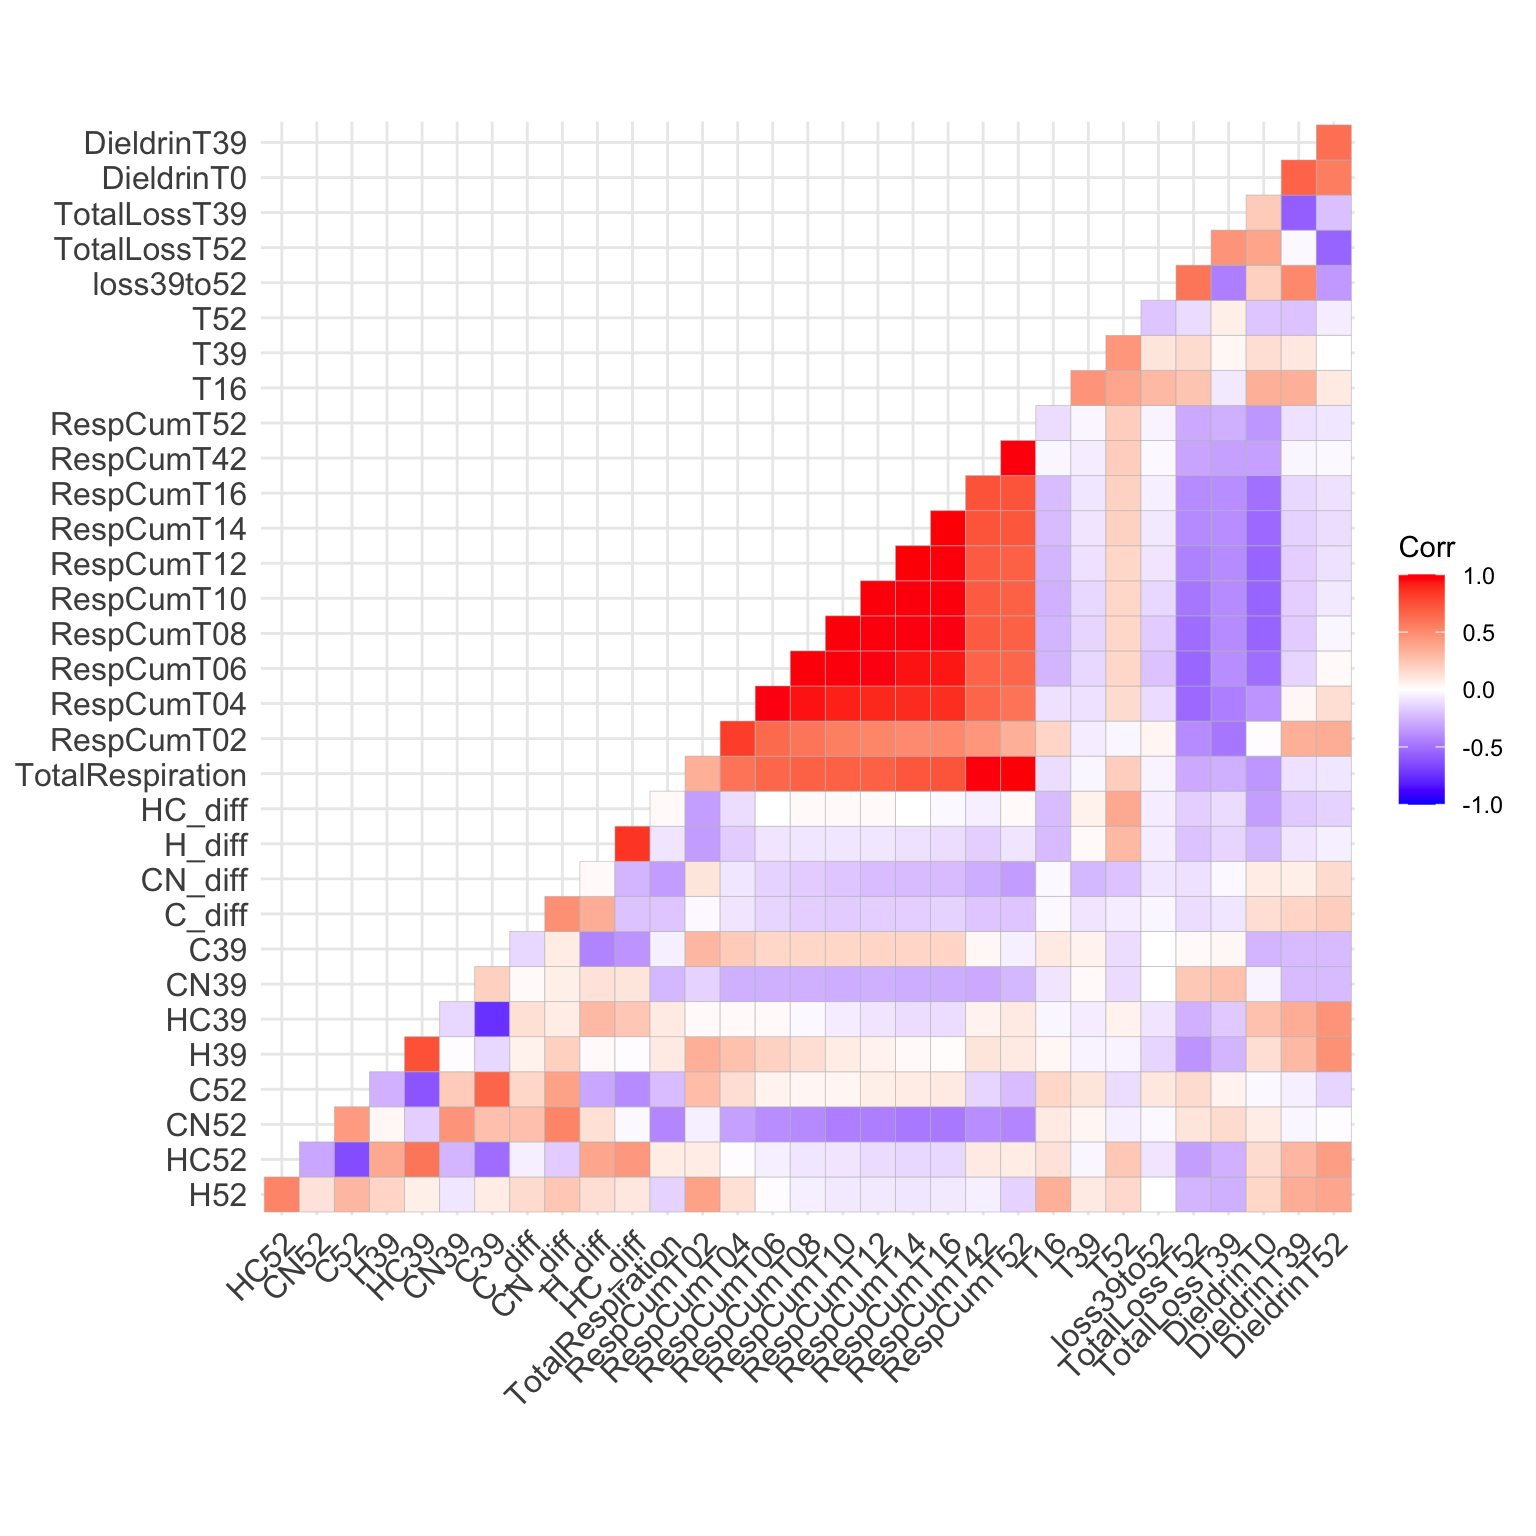 DieldrinT39
DieldrinT0
TotalLossT39
TotalLossT52
loss39to52
T52
T39
T16
RespCumT52
RespCumT42
RespCumT16
RespCumT14
RespCumT12
RespCumT10
RespCumT08
RespCumT06
RespCumT04
RespCumT02
TotalRespiration
HC_diff
H_diff
CN_diff
C_diff
C39
CN39
HC39
H39
C52
CN52
HC52
H52
HC52
CN52
C52
H39
HC39
CN39
C39
C_diff
CN_diff
H_diff
HC_diff
TotalRespiration
RespCumT02
RespCumT04
RespCumT06
RespCumT08
RespCumT10
RespCumT12
RespCumT14
RespCumT16
RespCumT42
RespCumT52
T16
T39
T52
loss39to52
TotalLossT52
TotalLossT39
DieldrinT0
DieldrinT39
DieldrinT52
Corr
1.0
0.5
0.0
-0.5
-1.0